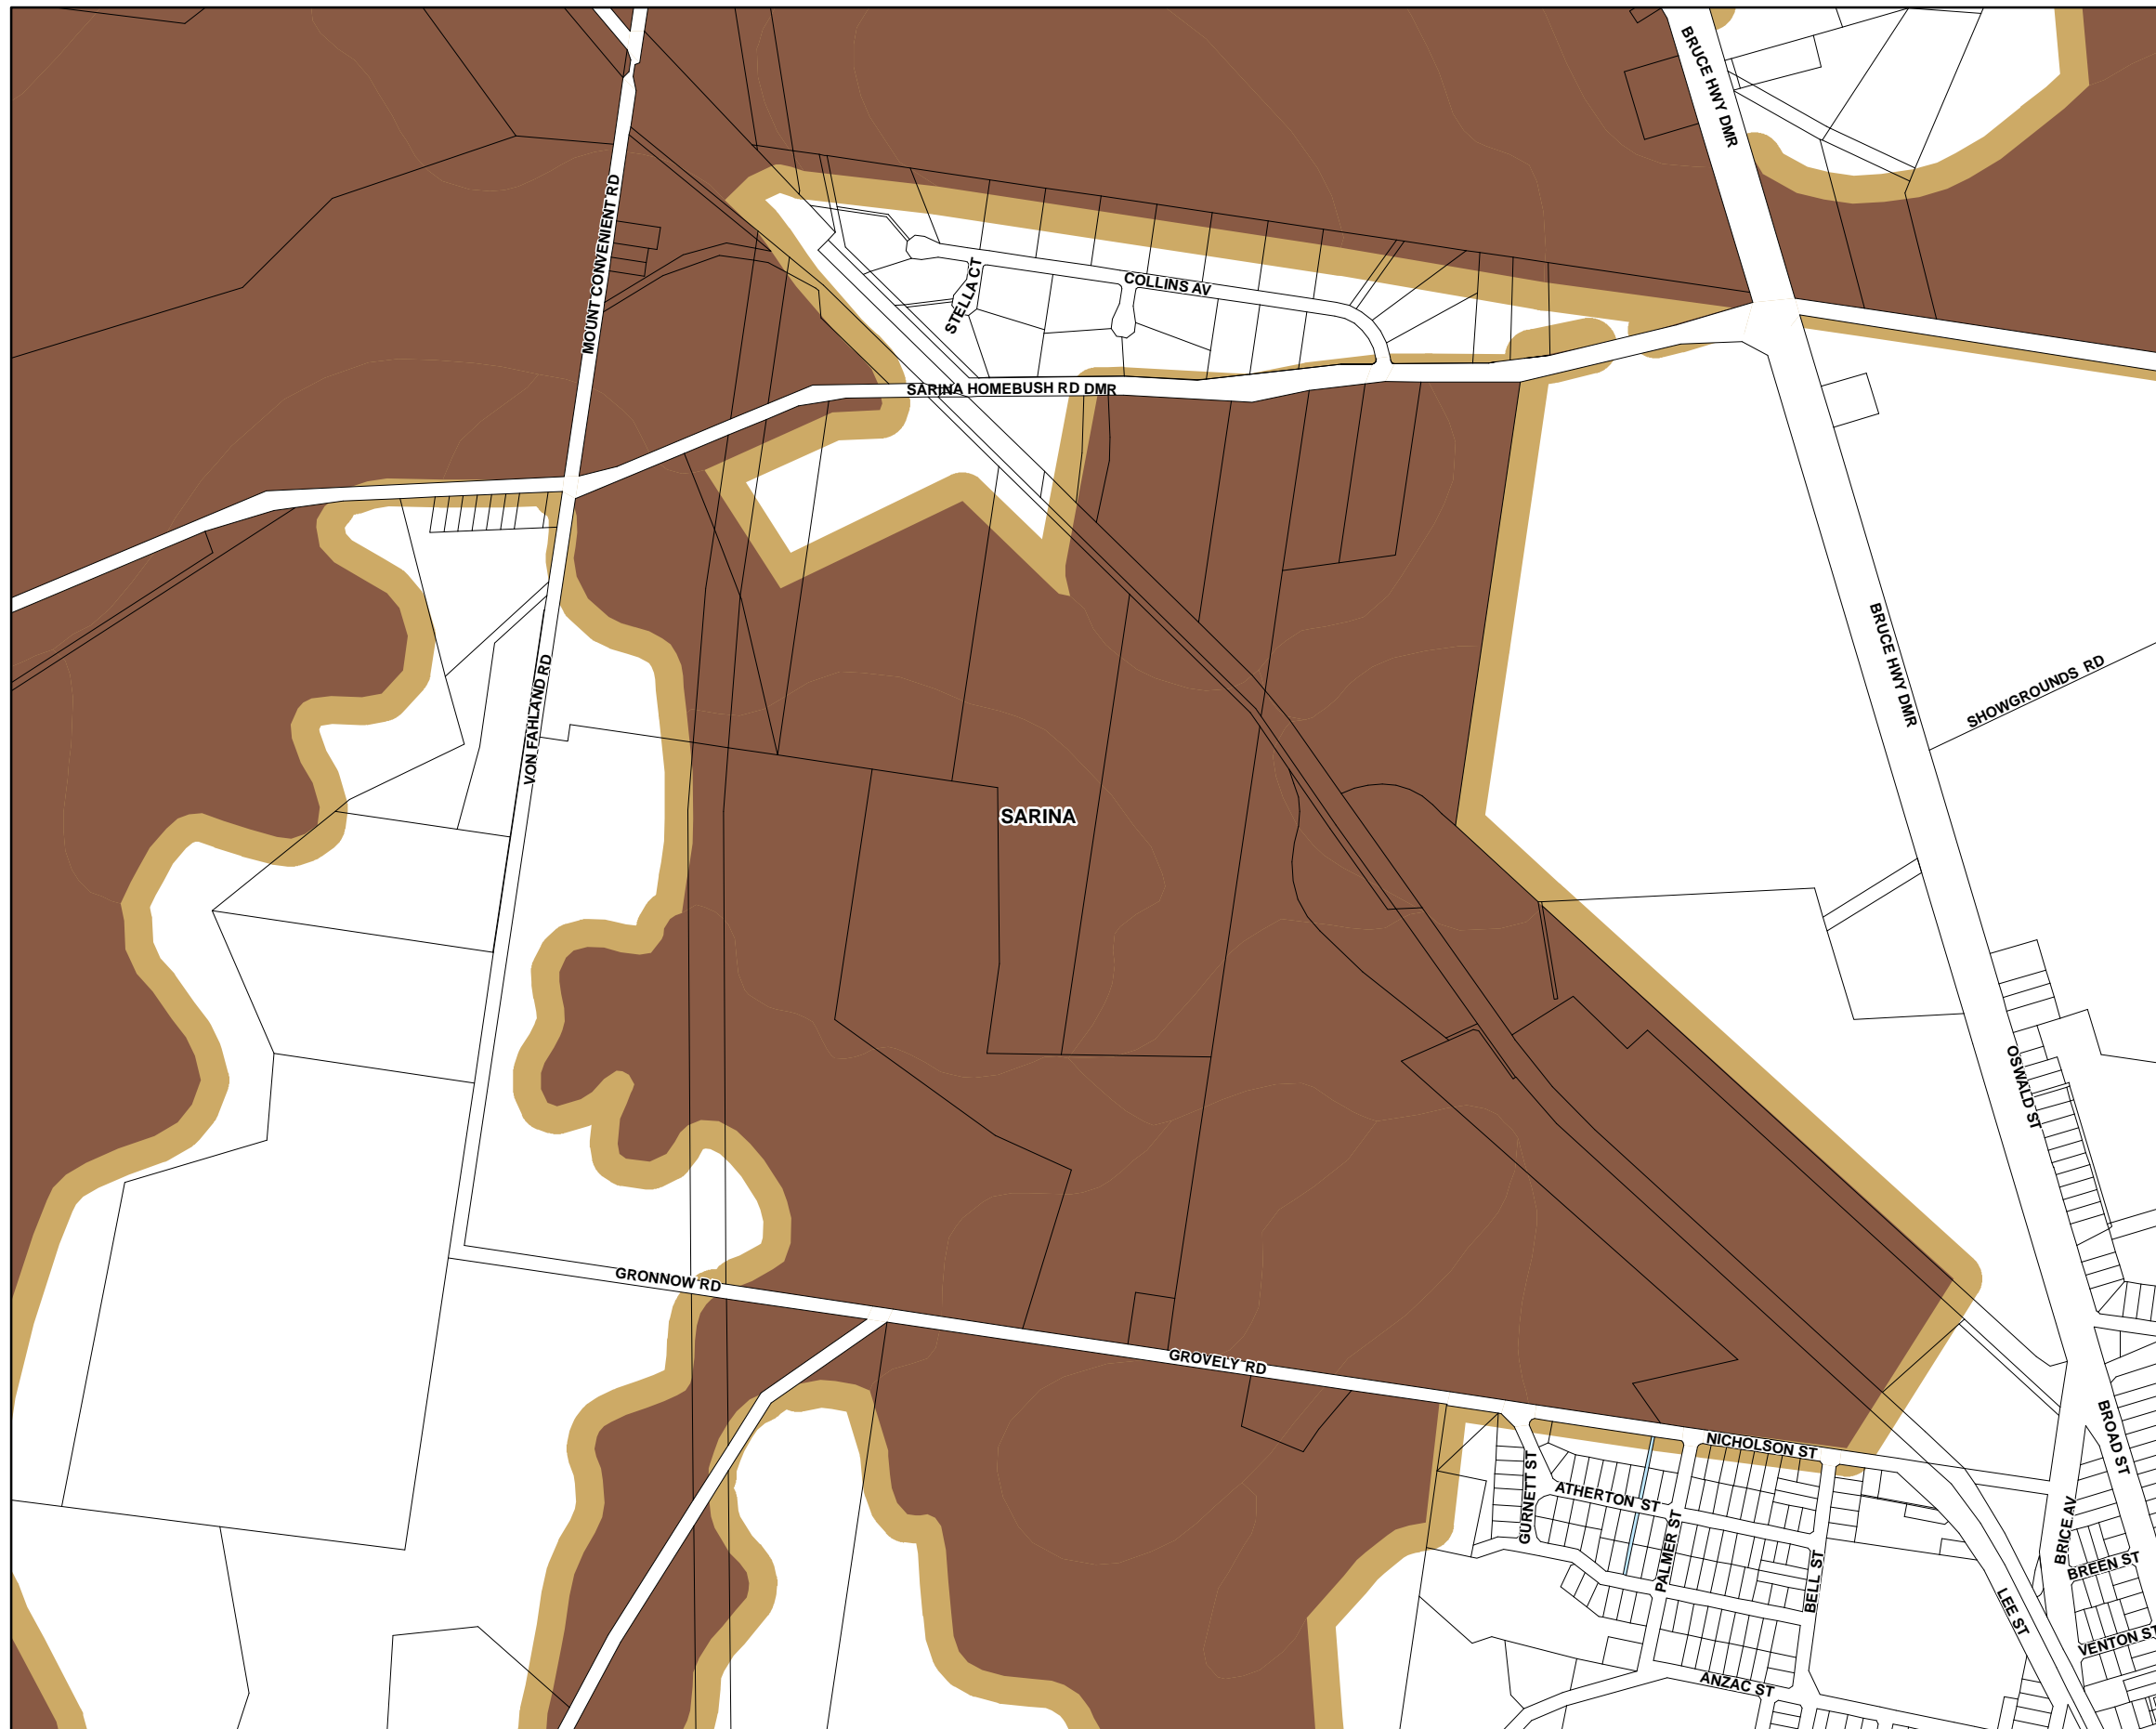 BRUCE HWY DMR
MOUNT CONVENIENT RD
COLLINS AV
STELLA CT
SARINA HOMEBUSH RD DMR
BRUCE HWY DMR
SHOWGROUNDS RD
VON FAHLAND RD
SARINA
OSWALD ST
GRONNOW RD
GROVELY RD
NICHOLSON ST
BROAD ST
GURNETT ST
ATHERTON ST
PALMER ST
BELL ST
BRICE AV
BREEN ST
LEE ST
VENTON ST
ANZAC ST